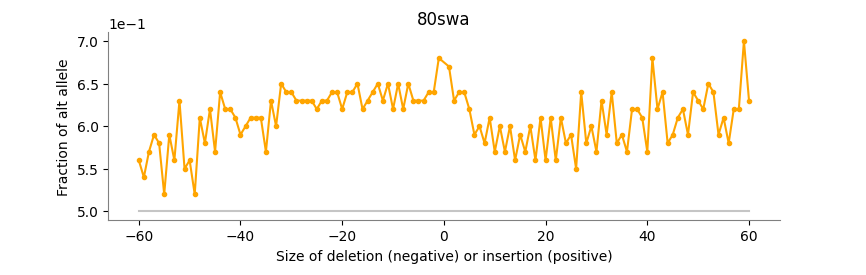 80swa
1e−1
7.0
6.5
6.0
5.5
5.0
Fraction of alt allele
−60 −40 −20 0 20 40 60
Size of deletion (negative) or insertion (positive)